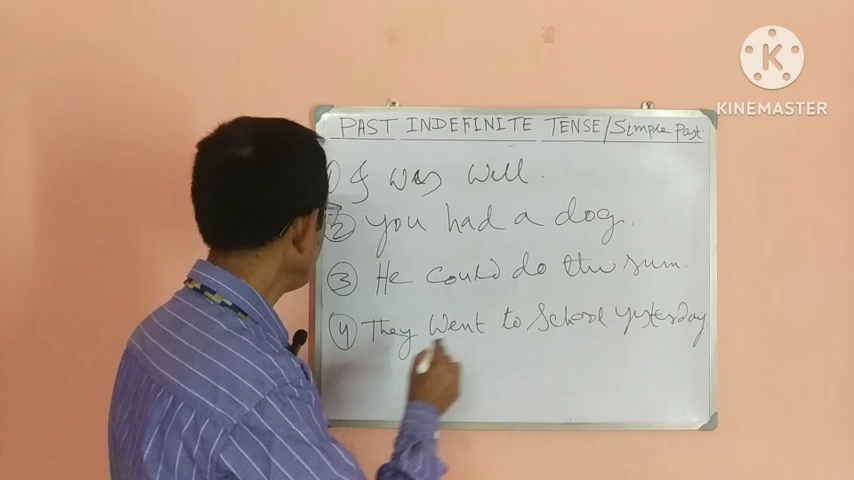 K
KINEMASTER
PAST INDEFINITE TENSE/Simple Past
1) I was well.
2 You had a dog.
3 He could do the sum.
4 They went to School yesterday